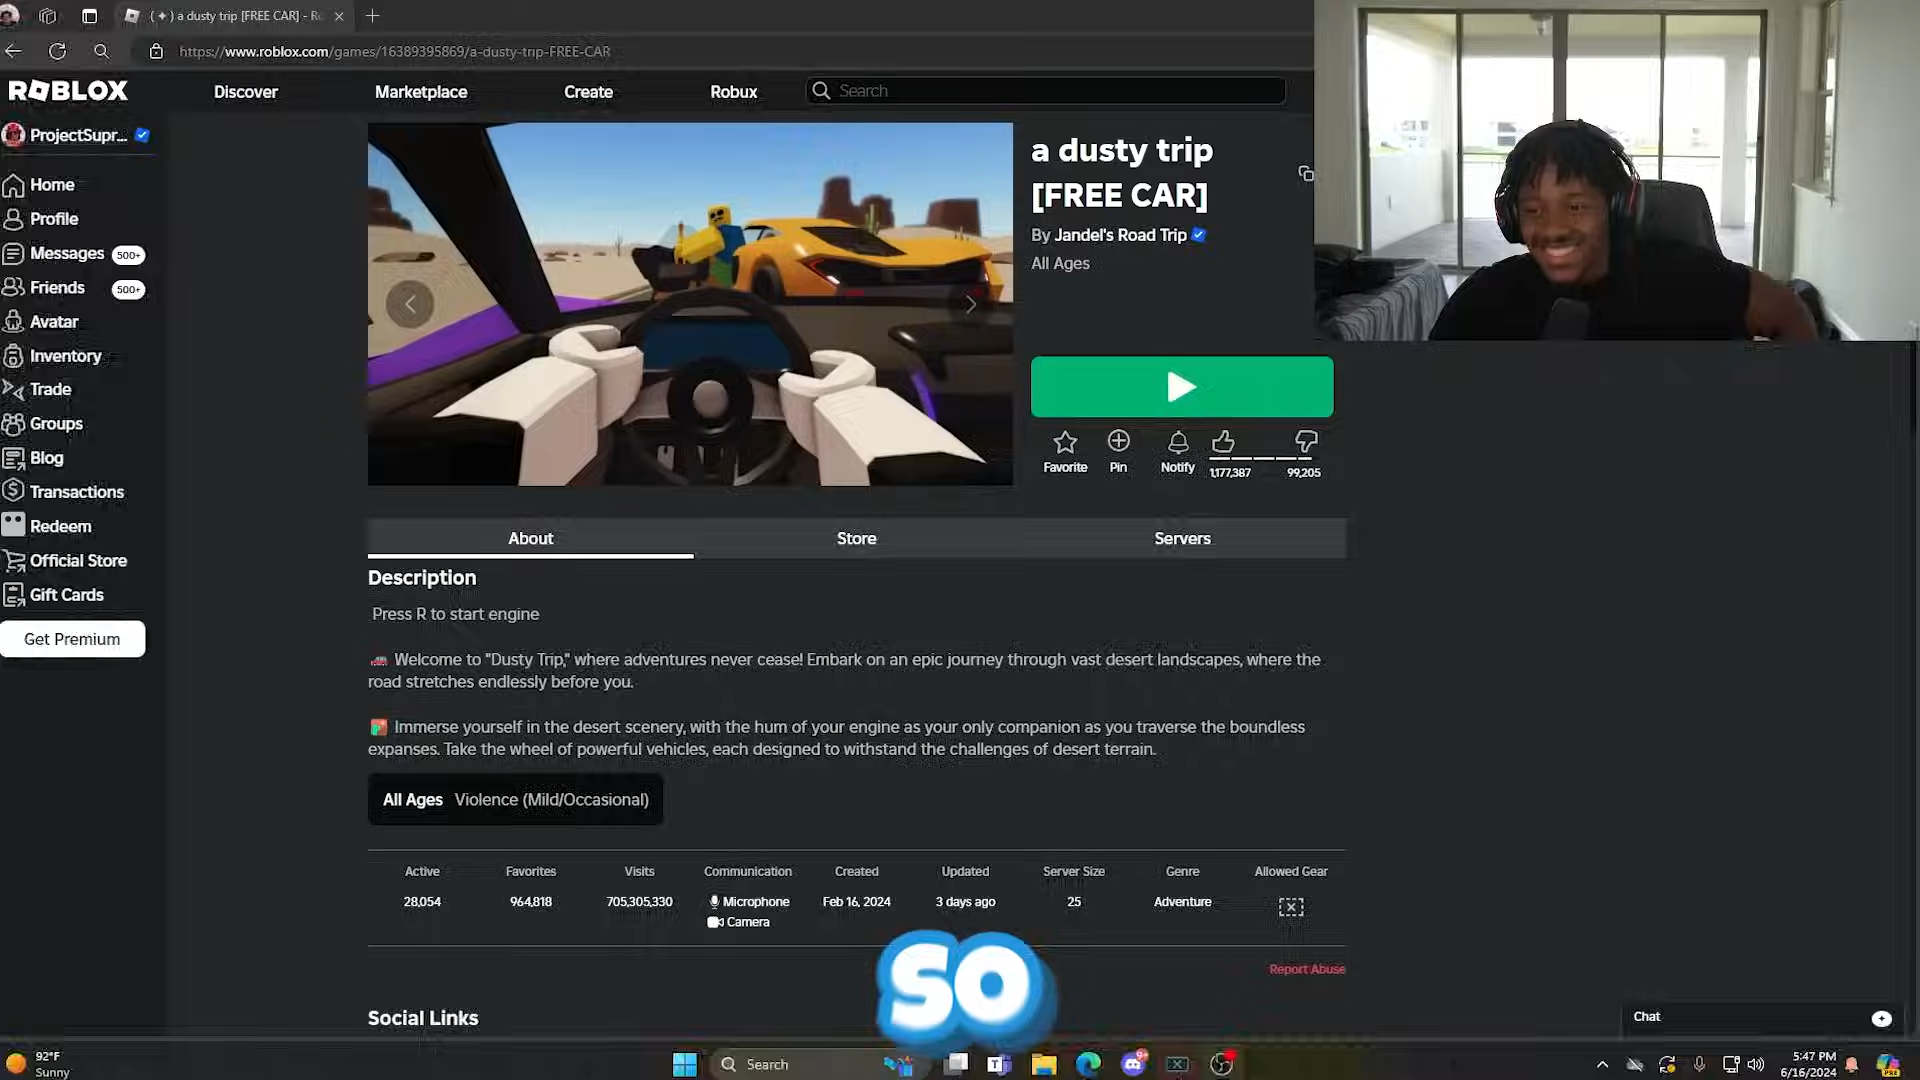 ( ✦ ) a dusty trip [FREE CAR] - Ro
https://www.roblox.com/games/16389395869/a-dusty-trip-FREE-CAR
ROBLOX
Discover
Marketplace
Create
Robux
Search
ProjectSupr...
Home
Profile
Messages 500+
Friends 500+
Avatar
Inventory
Trade
Groups
Blog
Transactions
Redeem
Official Store
Gift Cards
Get Premium
a dusty trip
[FREE CAR]
By Jandel's Road Trip
All Ages
Favorite
Pin
Notify
1,177,387
99,205
About
Store
Servers
Description
Press R to start engine
🚗 Welcome to "Dusty Trip," where adventures never cease! Embark on an epic journey through vast desert landscapes, where the
road stretches endlessly before you.
Immerse yourself in the desert scenery, with the hum of your engine as your only companion as you traverse the boundless
expanses. Take the wheel of powerful vehicles, each designed to withstand the challenges of desert terrain.
All Ages Violence (Mild/Occasional)
Active
Favorites
Visits
Communication
Created
Updated
Server Size
Genre
Allowed Gear
28,054
964,818
705,305,330
Microphone
Camera
Feb 16, 2024
3 days ago
25
Adventure
Report Abuse
SO
Social Links
Chat
92°F
Sunny
Search
5:47 PM
6/16/2024